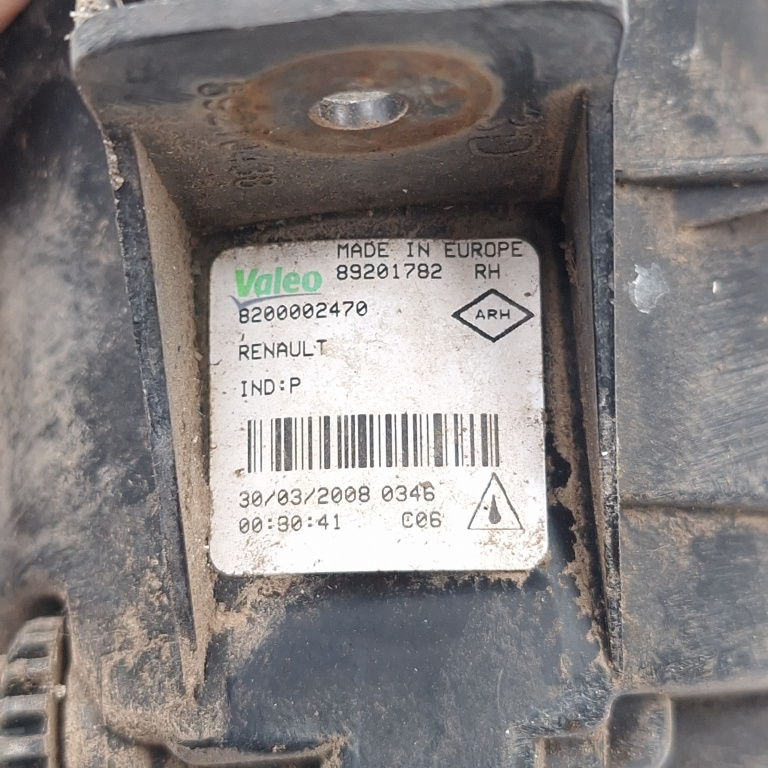 MADE IN EUROPE
Valeo 89201782 RH
8200002470
ARH
RENAULT
IND:P
30/03/2008 0346
00:30:41 C06